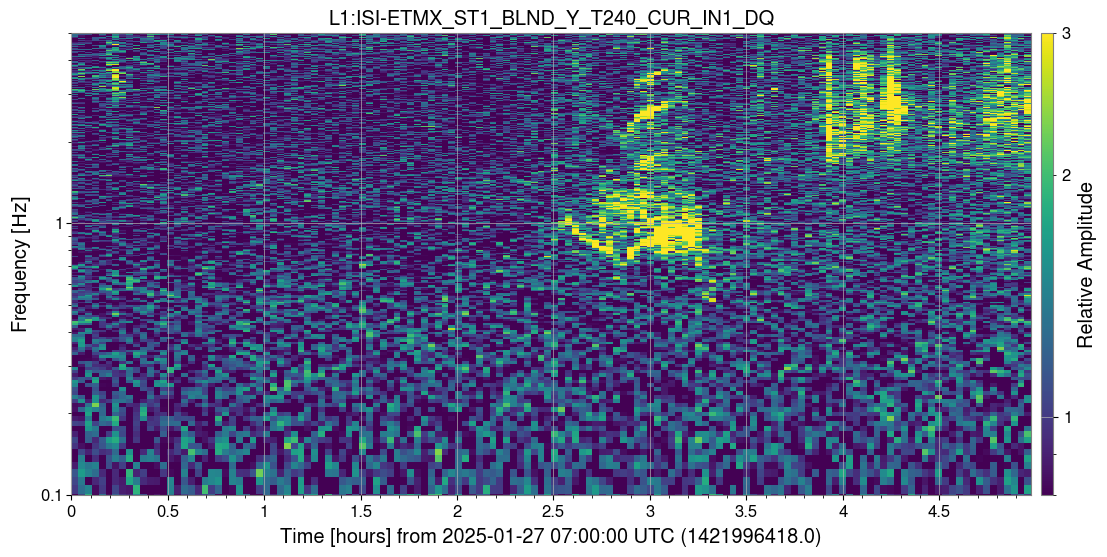 L1:ISI-ETMX_ST1_BLND_Y_T240_CUR_IN1_DQ
3
2
1
Relative Amplitude
Frequency [Hz]
1
0.1
0 0.5 1 1.5 2 2.5 3 3.5 4 4.5
Time [hours] from 2025-01-27 07:00:00 UTC (1421996418.0)